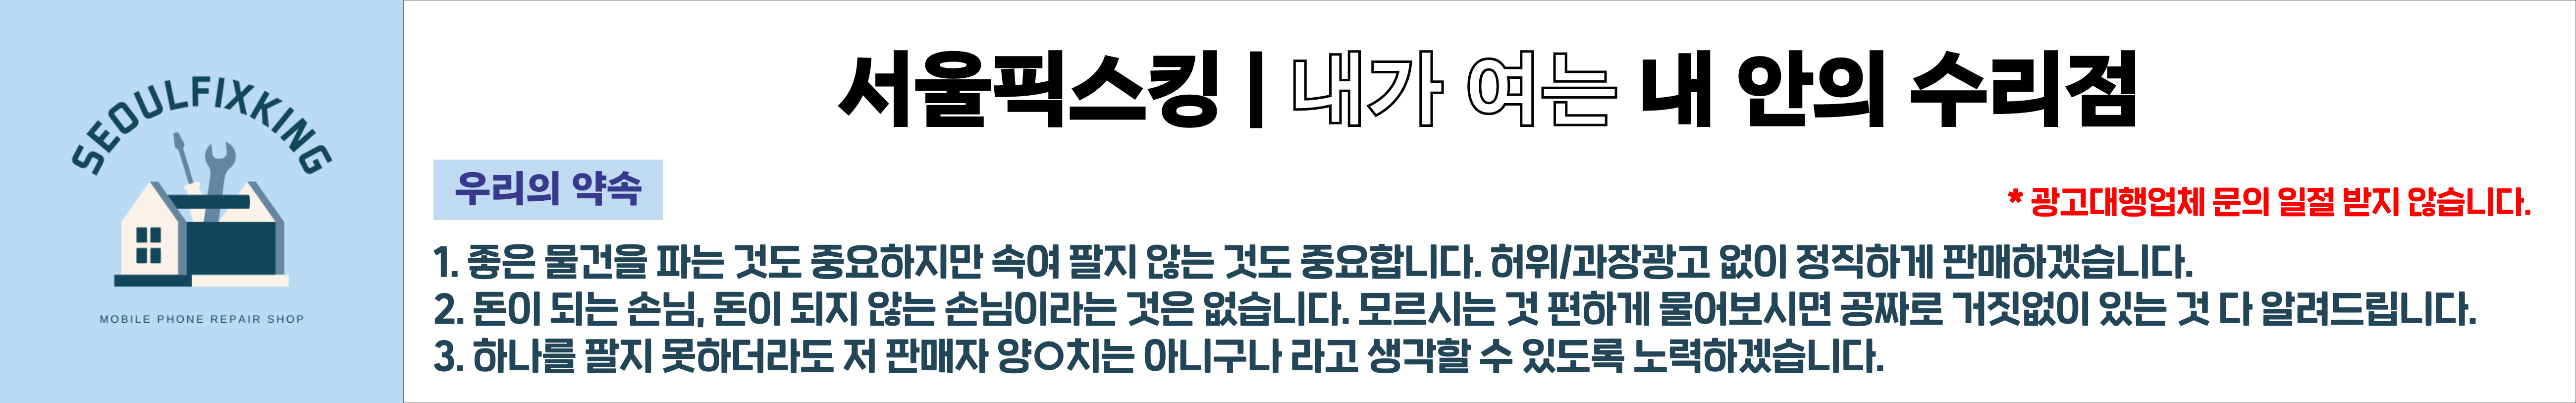 SEOULFIXKING
MOBILE PHONE REPAIR SHOP
서울픽스킹 | 내가 여는 내 안의 수리점
우리의 약속
* 광고대행업체 문의 일절 받지 않습니다.
1. 좋은 물건을 파는 것도 중요하지만 속여 팔지 않는 것도 중요합니다. 허위/과장광고 없이 정직하게 판매하겠습니다.
2. 돈이 되는 손님, 돈이 되지 않는 손님이라는 것은 없습니다. 모르시는 것 편하게 물어보시면 공짜로 거짓없이 있는 것 다 알려드립니다.
3. 하나를 팔지 못하더라도 저 판매자 양○치는 아니구나 라고 생각할 수 있도록 노력하겠습니다.